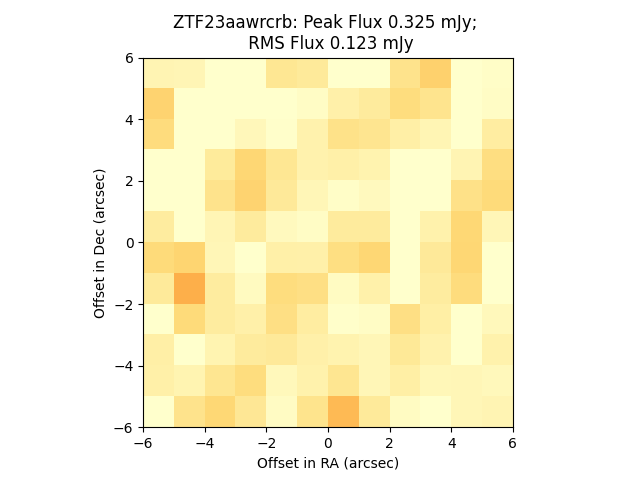 ZTF23aawrcrb: Peak Flux 0.325 mJy;
RMS Flux 0.123 mJy
6
4
2
0
−2
−4
−6
Offset in Dec (arcsec)
−6 −4 −2 0 2 4 6
Offset in RA (arcsec)